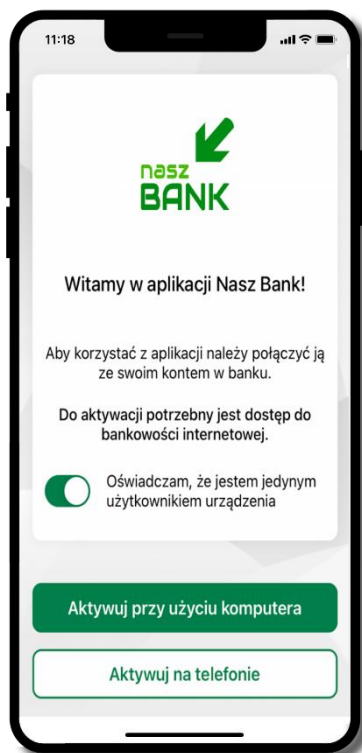 11:18
nasz
BANK
Witamy w aplikacji Nasz Bank!
Aby korzystać z aplikacji należy połączyć ją
ze swoim kontem w banku.
Do aktywacji potrzebny jest dostęp do
bankowości internetowej.
Oświadczam, że jestem jedynym
użytkownikiem urządzenia
Aktywuj przy użyciu komputera
Aktywuj na telefonie